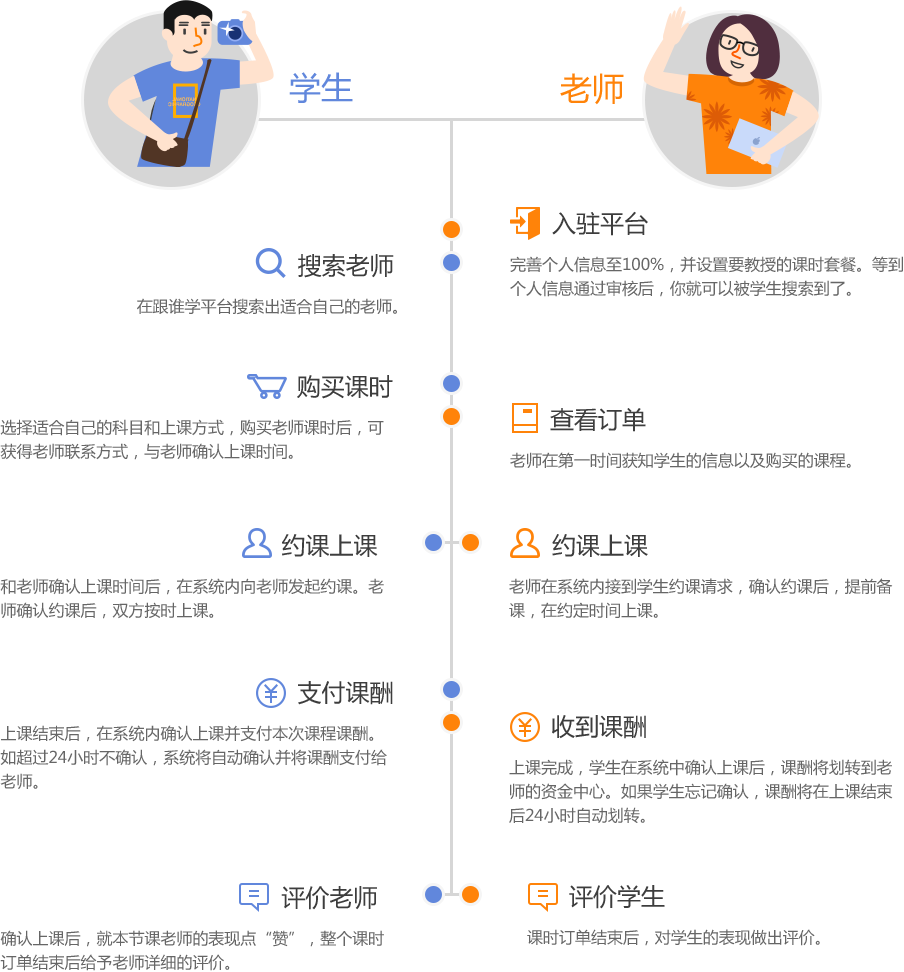 学生
老师
入驻平台
完善个人信息至100%，并设置要教授的课时套餐。等到
个人信息通过审核后，你就可以被学生搜索到了。
搜索老师
在跟谁学平台搜索出适合自己的老师。
购买课时
选择适合自己的科目和上课方式，购买老师课时后，可
获得老师联系方式，与老师确认上课时间。
查看订单
老师在第一时间获知学生的信息以及购买的课程。
约课上课
和老师确认上课时间后，在系统内向老师发起约课。老
师确认约课后，双方按时上课。
约课上课
老师在系统内接到学生约课请求，确认约课后，提前备
课，在约定时间上课。
支付课酬
上课结束后，在系统内确认上课并支付本次课程课酬。
如超过24小时不确认，系统将自动确认并将课酬支付给
老师。
收到课酬
上课完成，学生在系统中确认上课后，课酬将划转到老
师的资金中心。如果学生忘记确认，课酬将在上课结束
后24小时自动划转。
评价老师
确认上课后，就本节课老师的表现点“赞”，整个课时
订单结束后给予老师详细的评价。
评价学生
课时订单结束后，对学生的表现做出评价。